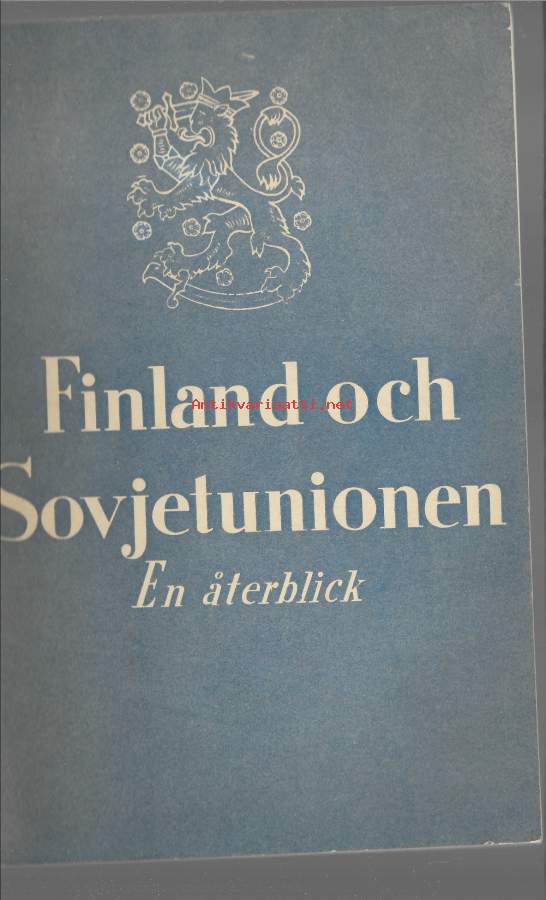 Finland och
Antikvariaatti.net
Sovjetunionen
En återblick